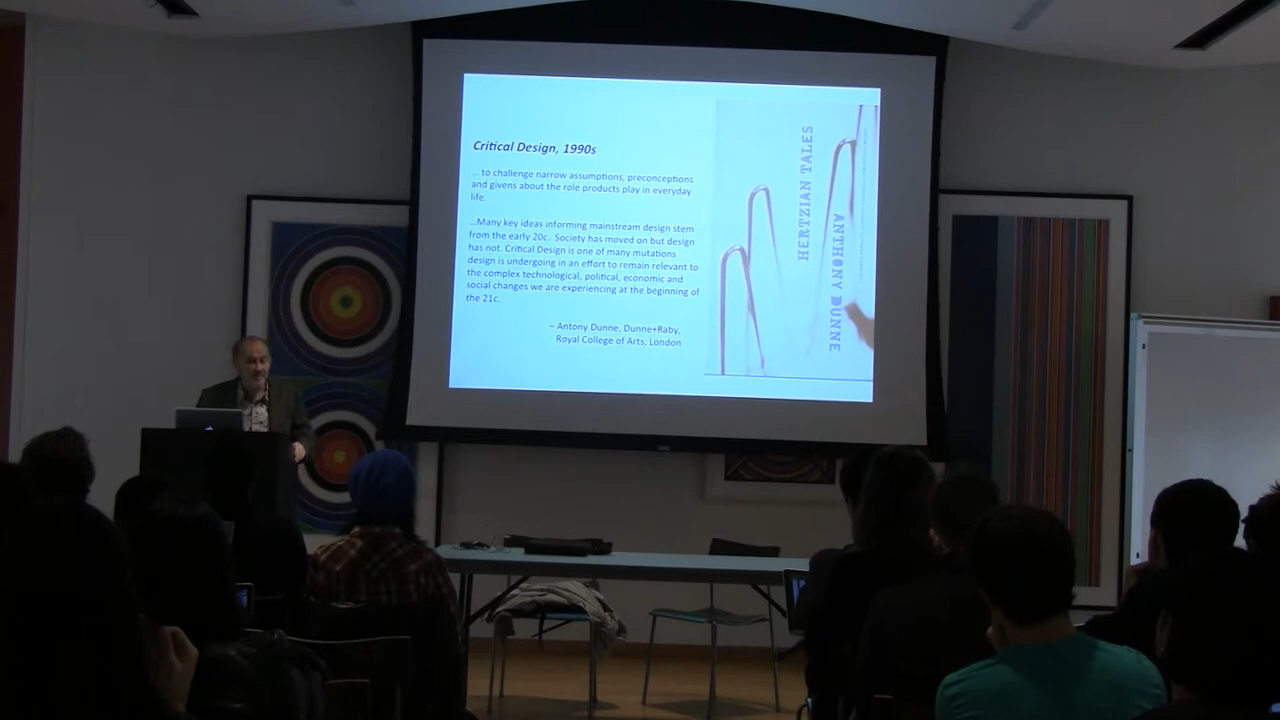 Critical Design, 1990s
... to challenge narrow assumptions, preconceptions
and givens about the role products play in everyday
life.
...Many key ideas informing mainstream design stem
from the early 20c. Society has moved on but design
has not. Critical Design is one of many mutations
design is undergoing in an effort to remain relevant to
the complex technological, political, economic and
social changes we are experiencing at the beginning of
the 21c.
– Antony Dunne, Dunne+Raby,
Royal College of Arts, London
HERTZIAN TALES
ANTHONY DUNNE